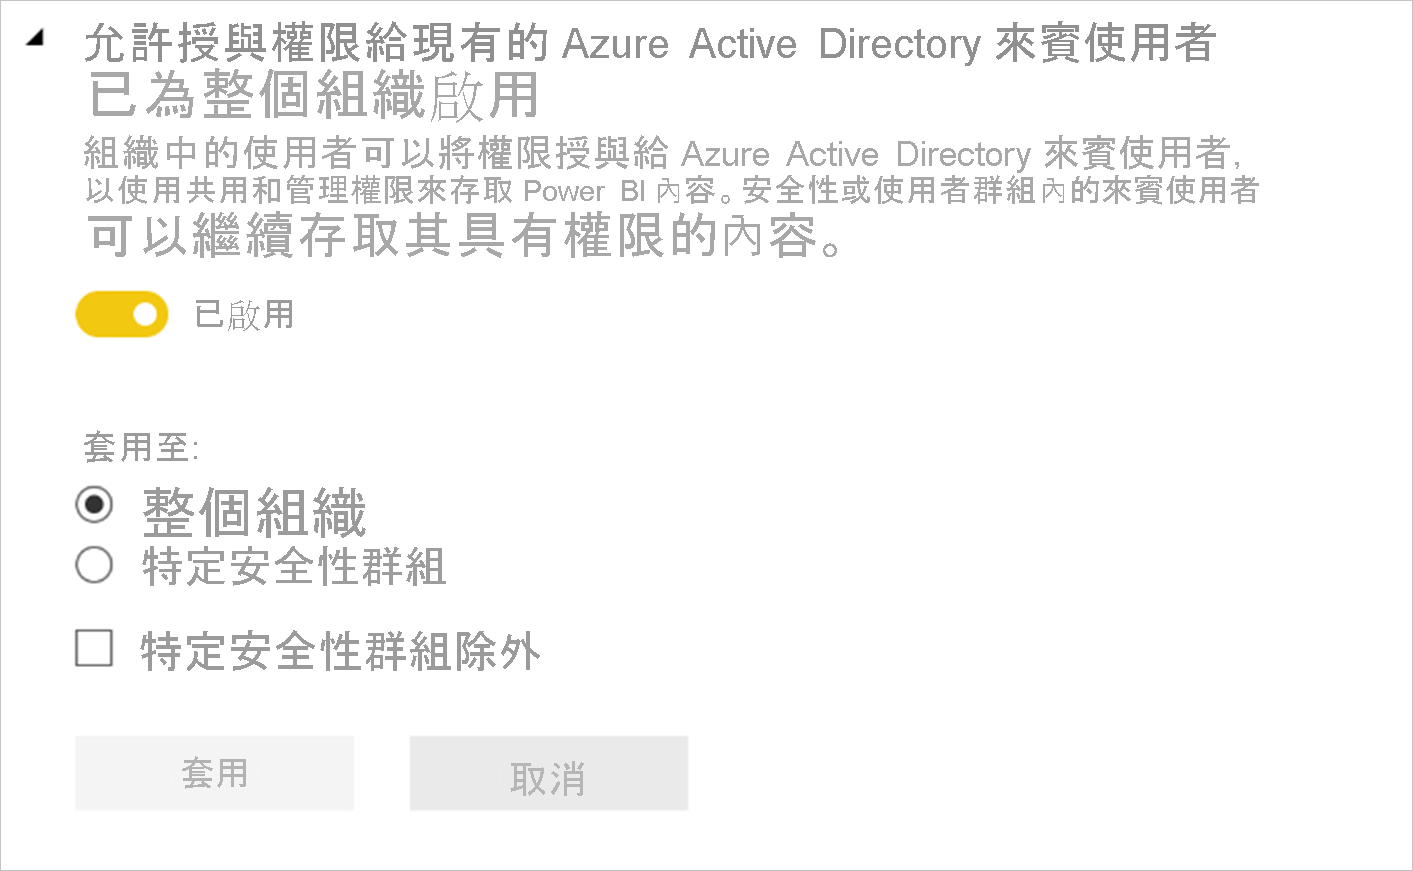 允許授與權限給現有的 Azure Active Directory 來賓使用者
已為整個組織啟用
組織中的使用者可以將權限授與給 Azure Active Directory 來賓使用者,
以使用共用和管理權限來存取 Power BI 內容。安全性或使用者群組內的來賓使用者
可以繼續存取其具有權限的內容。
已啟用
套用至:
整個組織
特定安全性群組
特定安全性群組除外
套用
取消